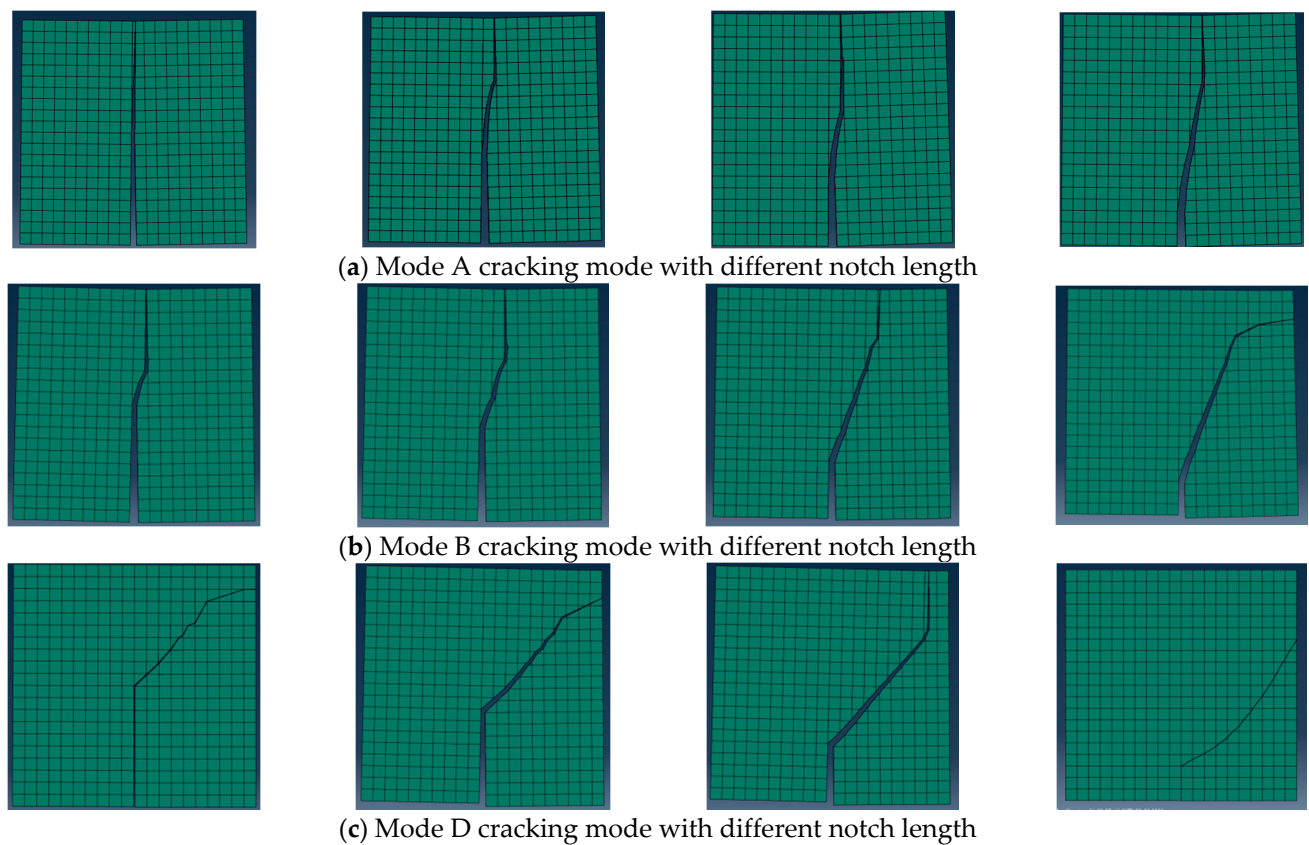 (a) Mode A cracking mode with different notch length
(b) Mode B cracking mode with different notch length
(c) Mode D cracking mode with different notch length